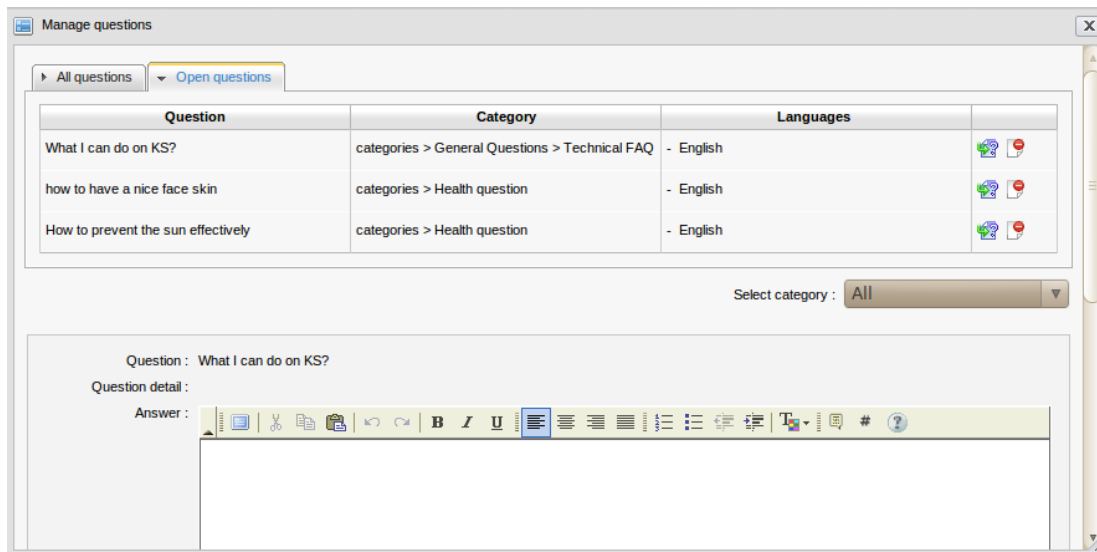 Manage questions
All questions Open questions
Question Category Languages
What I can do on KS? categories > General Questions > Technical FAQ - English
how to have a nice face skin categories > Health question - English
How to prevent the sun effectively categories > Health question - English
Select category : All
Question : What I can do on KS?
Question detail :
Answer :
B I U # ?